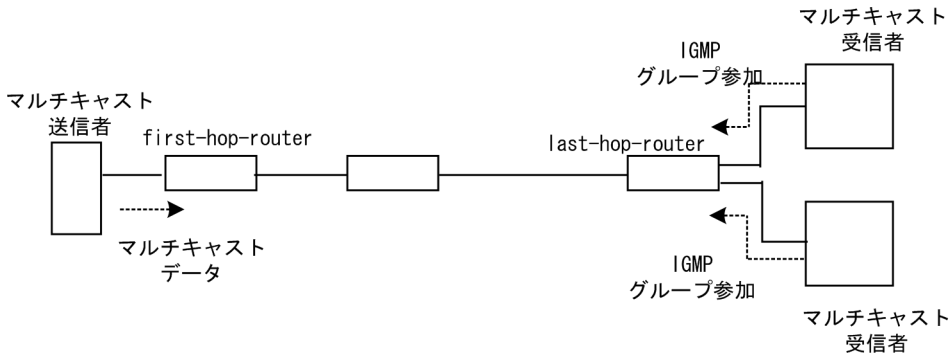 マルチキャスト
受信者
IGMP
グループ参加
マルチキャスト
送信者
first-hop-router
last-hop-router
マルチキャスト
データ
IGMP
グループ参加
マルチキャスト
受信者